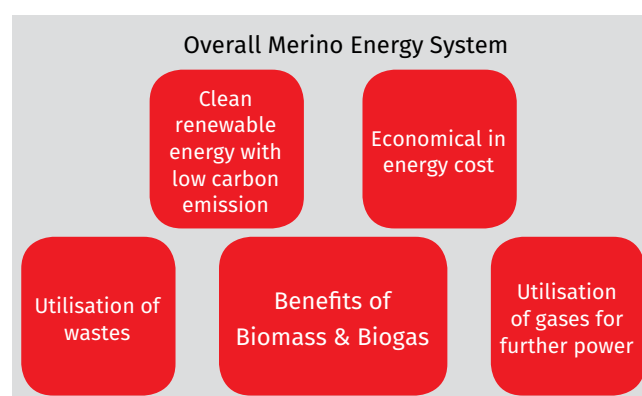 Overall Merino Energy System
Clean
renewable
energy with
low carbon
emission
Economical in
energy cost
Utilisation of
wastes
Benefits of
Biomass & Biogas
Utilisation
of gases for
further power